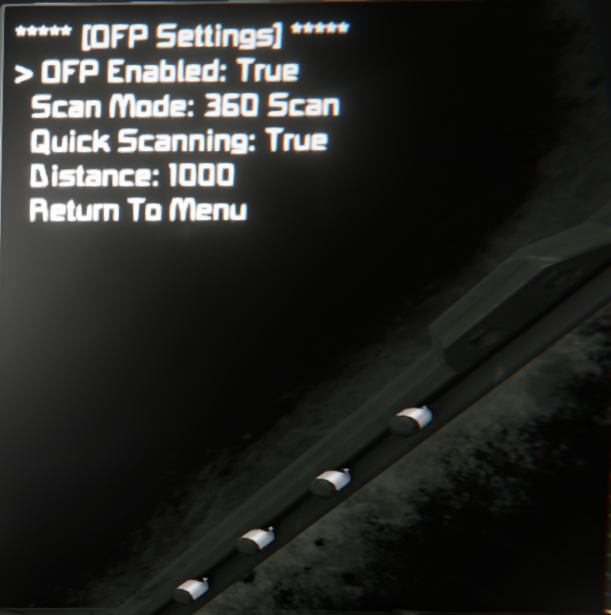 ***** [OFP Settings] *****
> OFP Enabled: True
Scan Mode: 360 Scan
Quick Scanning: True
Distance: 1000
Return To Menu